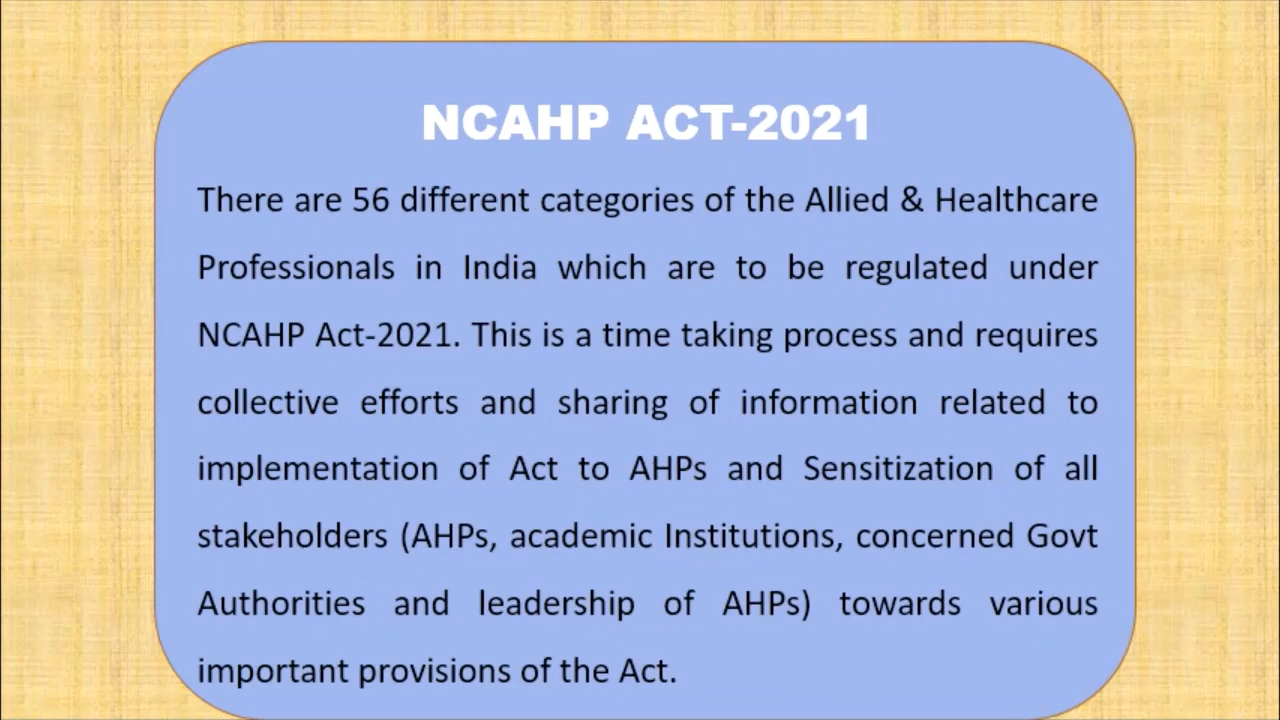 NCAHP ACT-2021
There are 56 different categories of the Allied & Healthcare
Professionals in India which are to be regulated under
NCAHP Act-2021. This is a time taking process and requires
collective efforts and sharing of information related to
implementation of Act to AHPs and Sensitization of all
stakeholders (AHPs, academic Institutions, concerned Govt
Authorities and leadership of AHPs) towards various
important provisions of the Act.